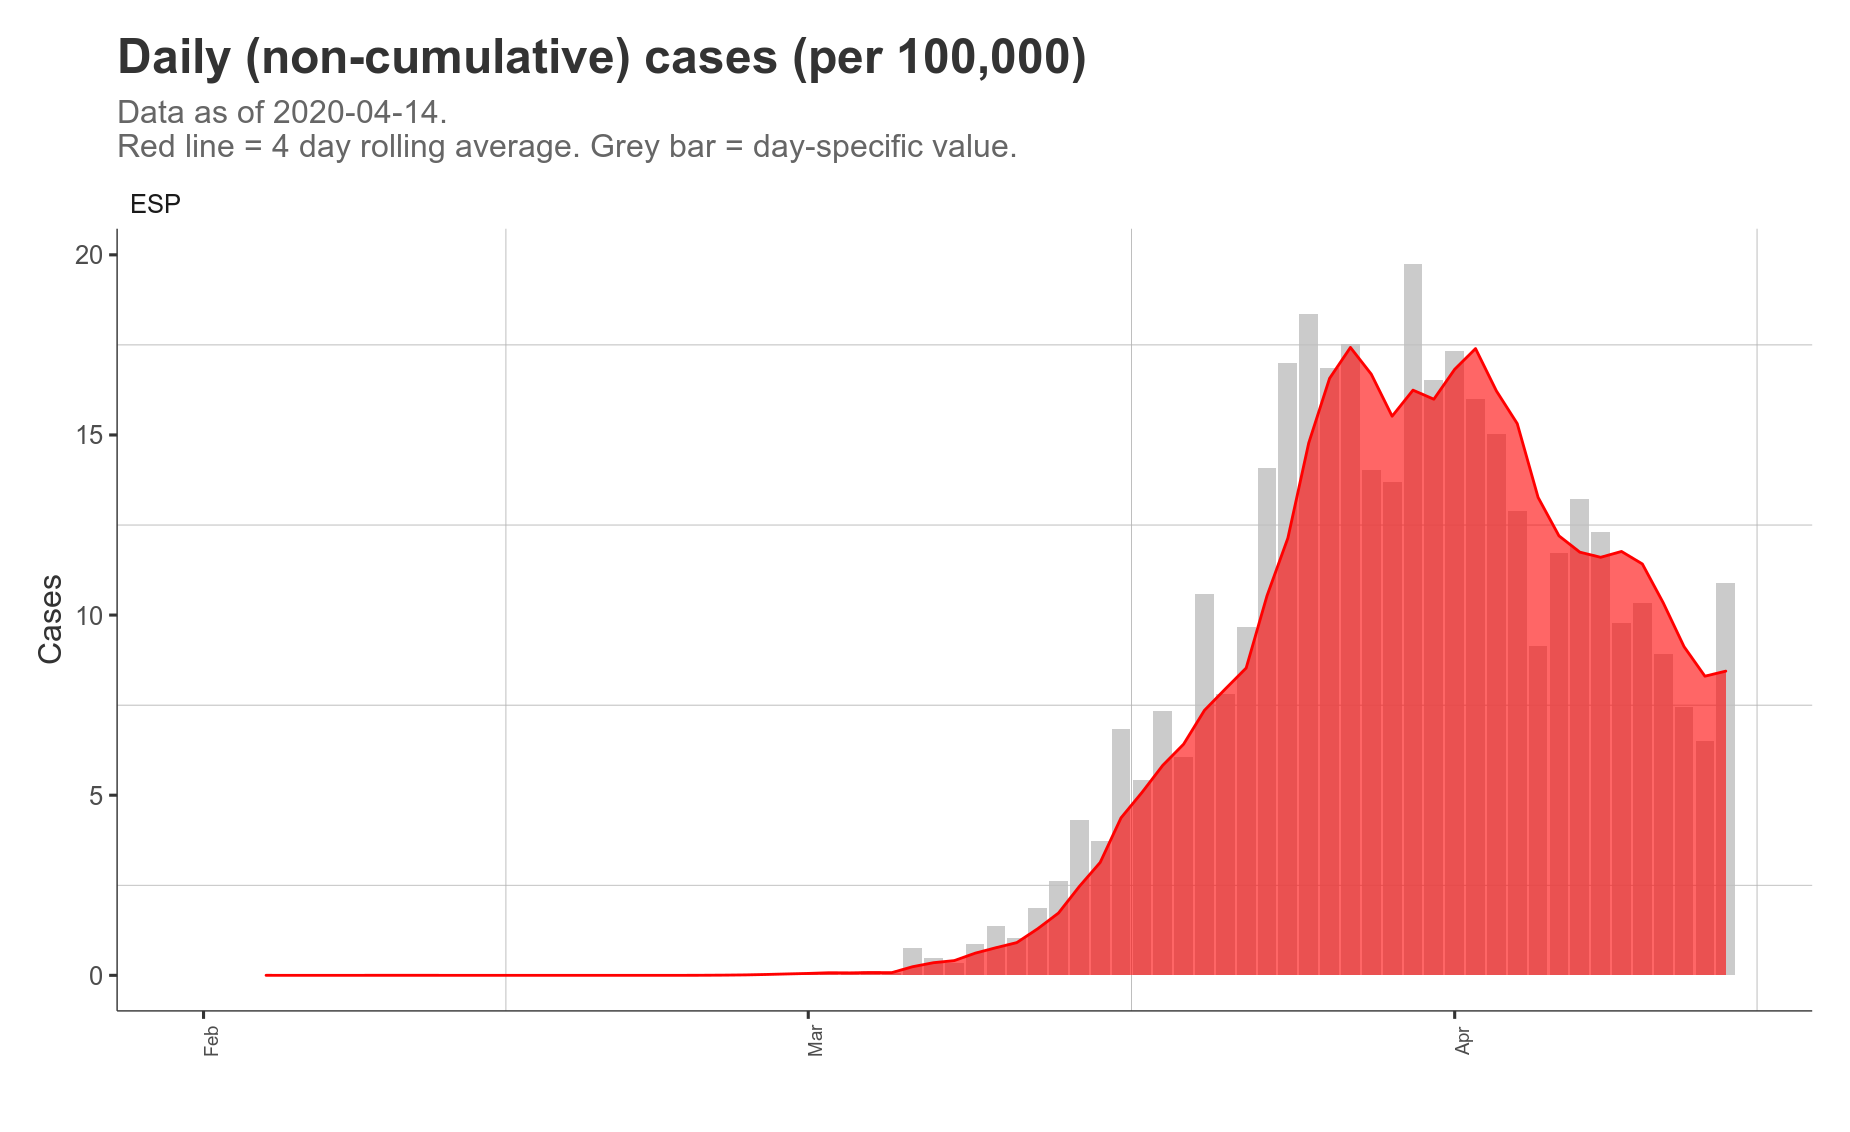 Daily (non-cumulative) cases (per 100,000)
Data as of 2020-04-14.
Red line = 4 day rolling average. Grey bar = day-specific value.
ESP
20
15
10
5
0
Cases
Feb
Mar
Apr